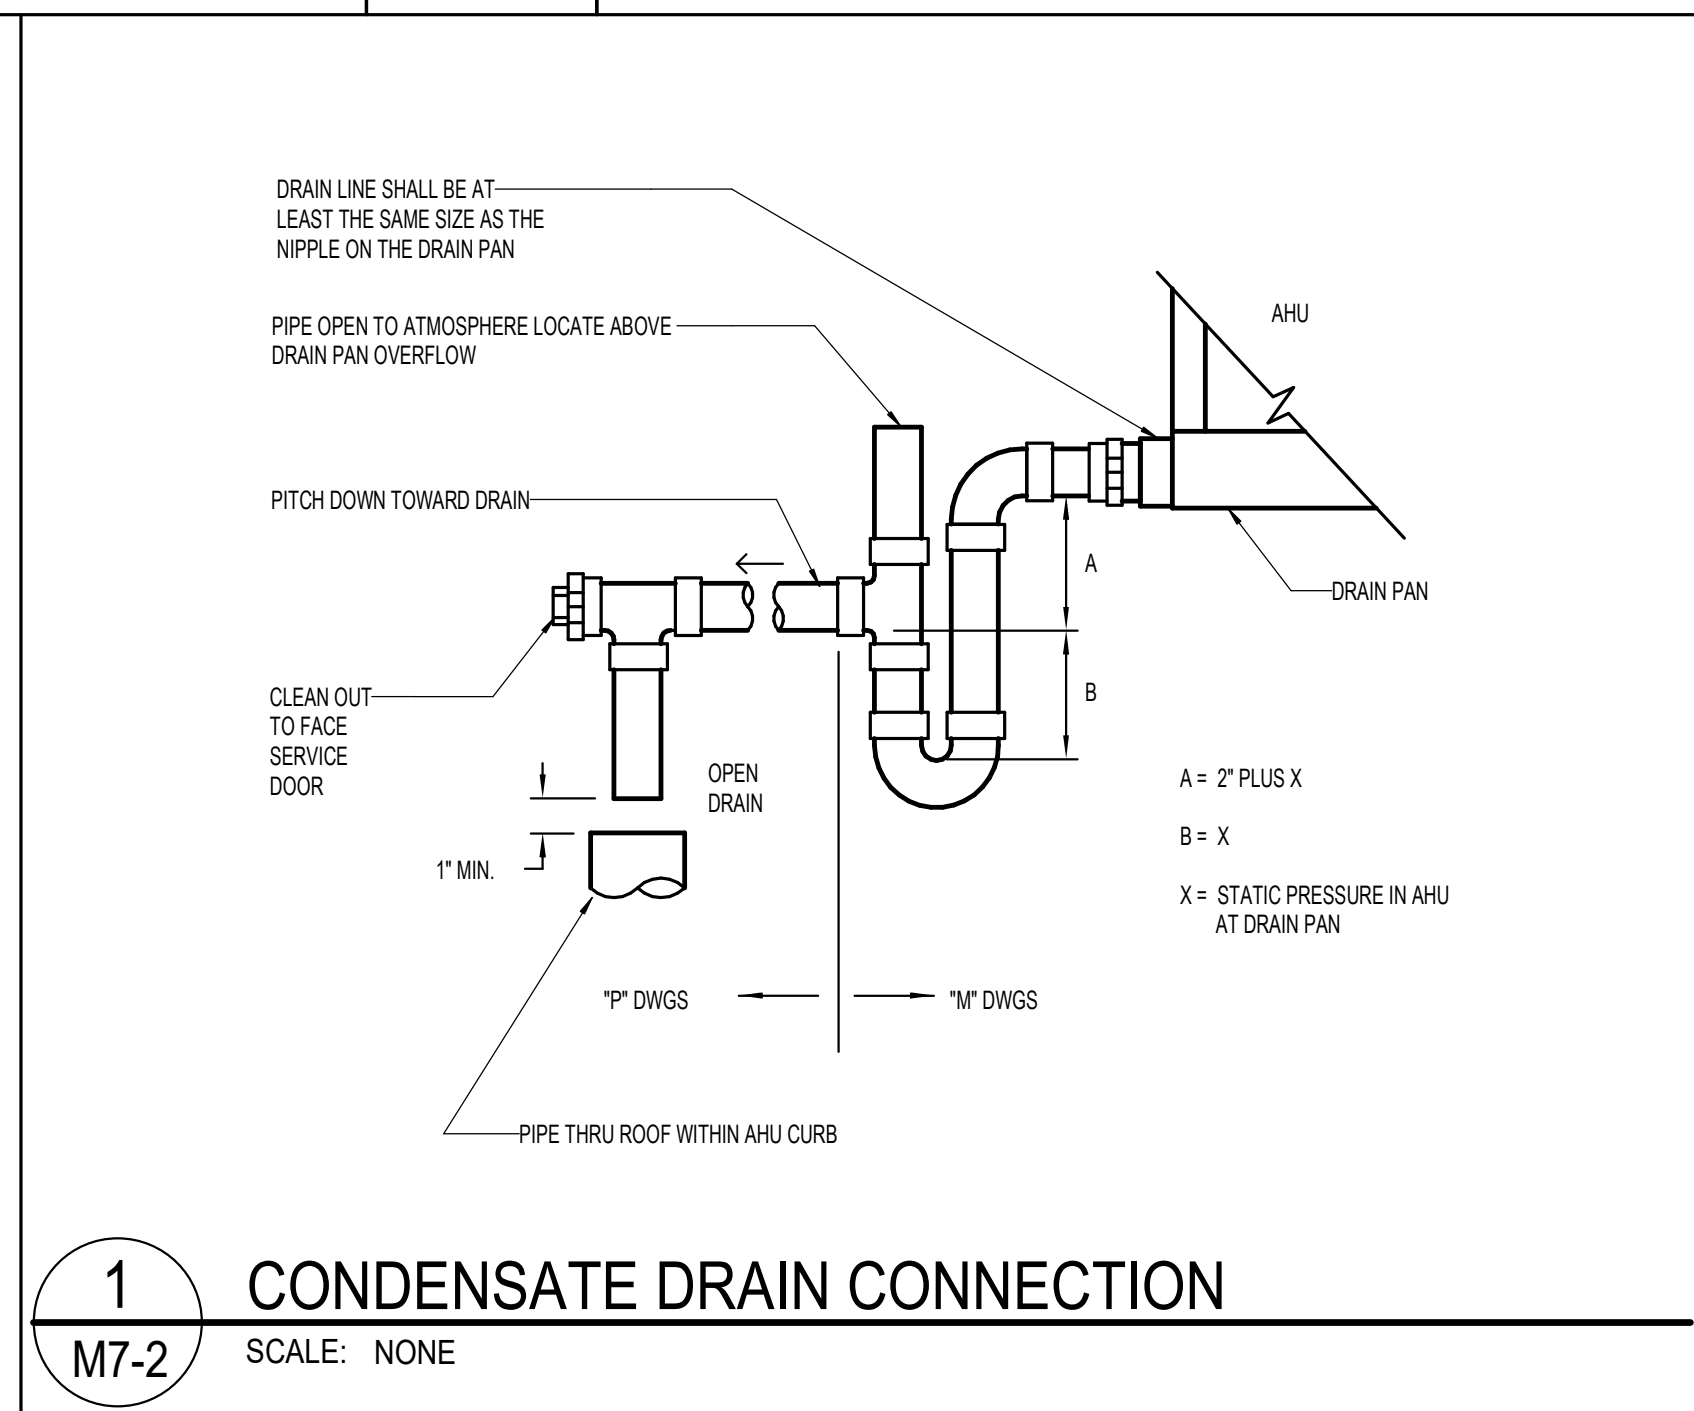 DRAIN LINE SHALL BE AT
LEAST THE SAME SIZE AS THE
NIPPLE ON THE DRAIN PAN
AHU
PIPE OPEN TO ATMOSPHERE LOCATE ABOVE
DRAIN PAN OVERFLOW
PITCH DOWN TOWARD DRAIN
A
DRAIN PAN
CLEAN OUT
TO FACE
SERVICE
DOOR
B
OPEN
DRAIN
A = 2" PLUS X
B = X
1" MIN.
X = STATIC PRESSURE IN AHU
AT DRAIN PAN
"P" DWGS
"M" DWGS
PIPE THRU ROOF WITHIN AHU CURB
1
CONDENSATE DRAIN CONNECTION
M7-2
SCALE: NONE